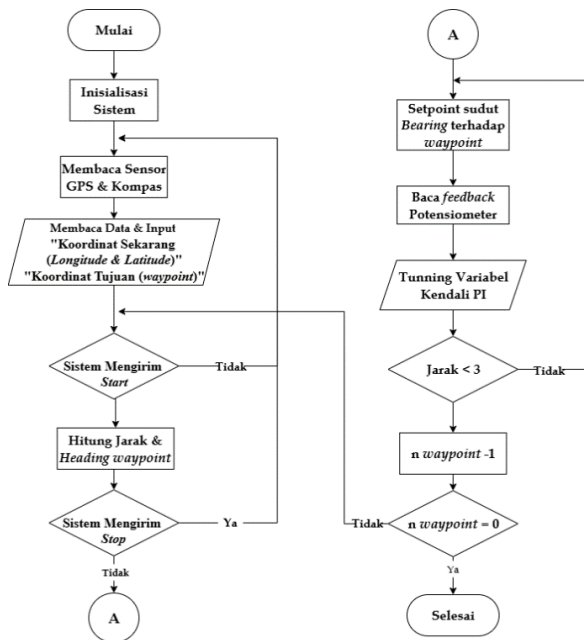 Mulai
Inisialisasi
Sistem
Membaca Sensor
GPS & Kompas
Membaca Data & Input
"Koordinat Sekarang
(Longitude & Latitude)"
"Koordinat Tujuan (waypoint)"
Sistem Mengirim
Start
Tidak
Hitung Jarak &
Heading waypoint
Sistem Mengirim
Stop
Ya
Tidak
A
A
Setpoint sudut
Bearing terhadap
waypoint
Baca feedback
Potensiometer
Tunning Variabel
Kendali PI
Jarak < 3
Tidak
n waypoint -1
n waypoint = 0
Tidak
Ya
Selesai